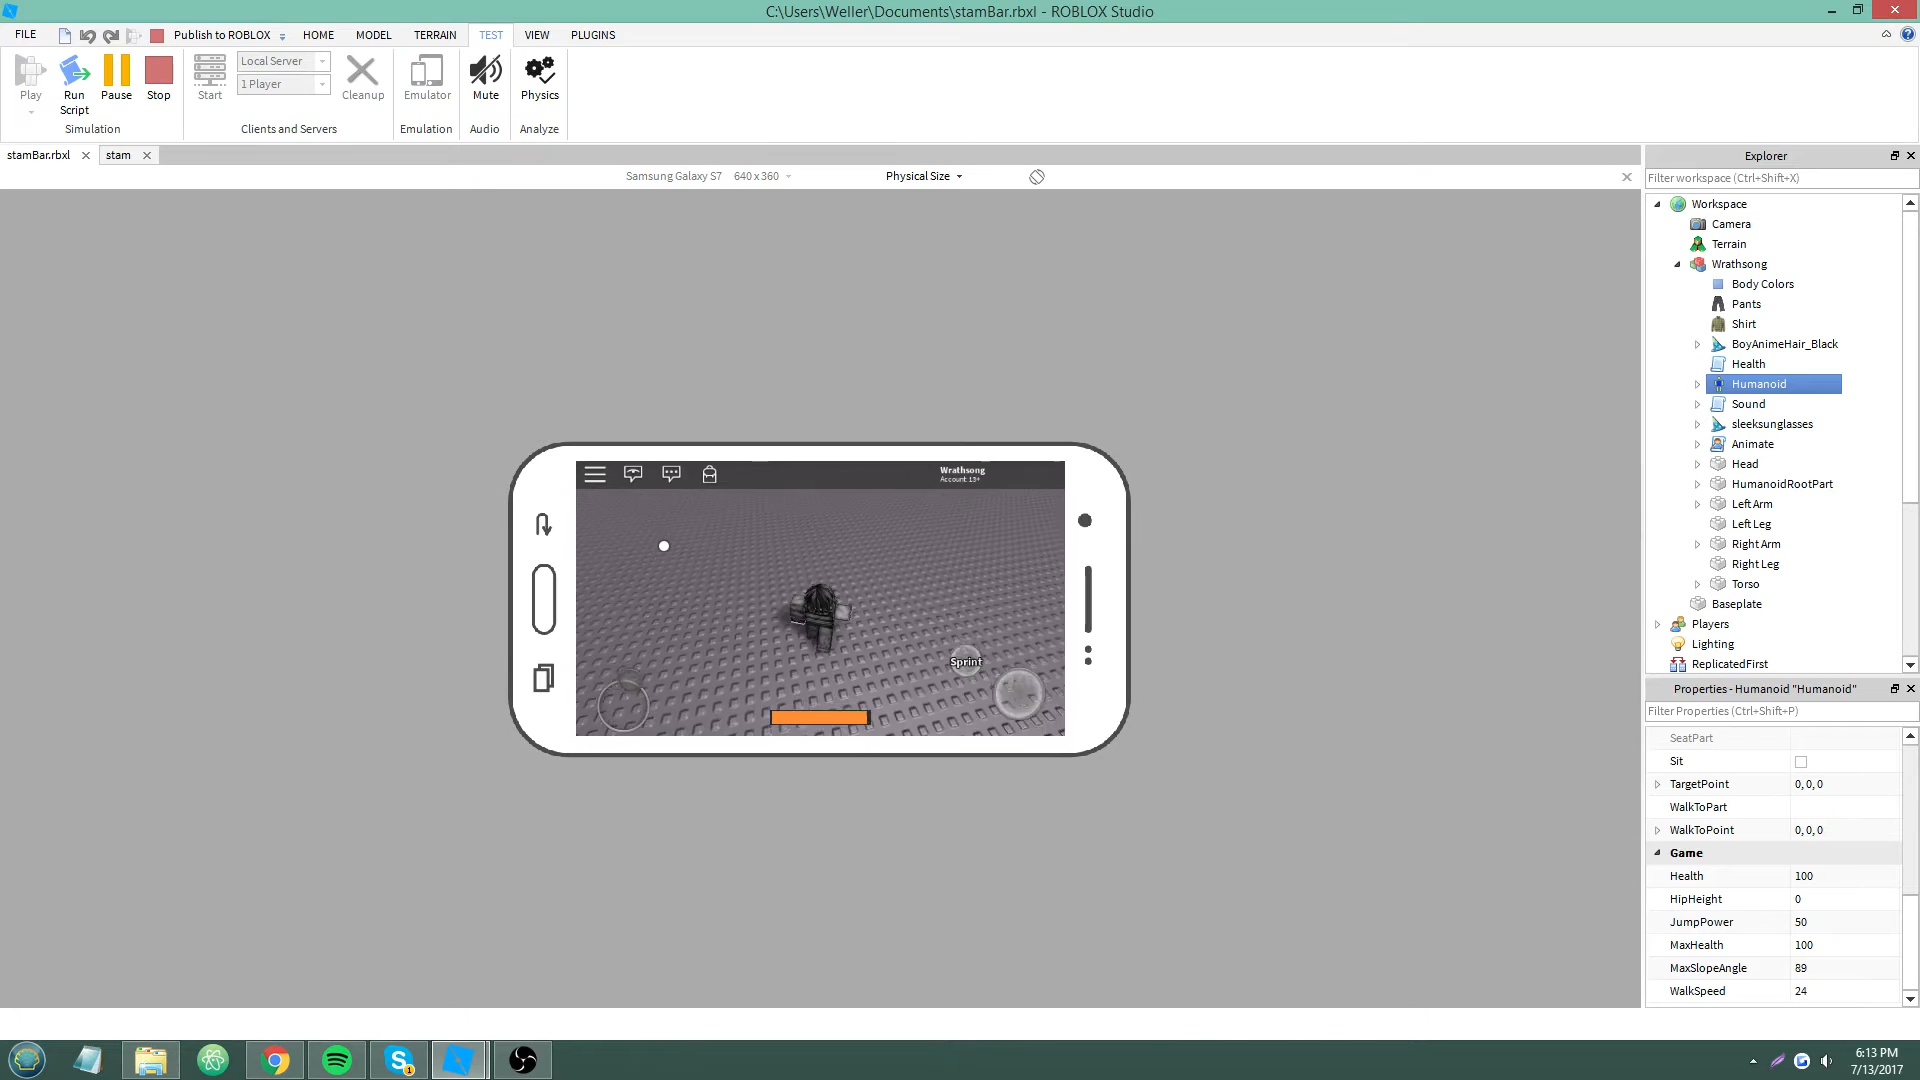 C:\Users\Weller\Documents\stamBar.rbxl - ROBLOX Studio
FILE Publish to ROBLOX HOME MODEL TERRAIN TEST VIEW PLUGINS
Play Run Script Pause Stop Start Local Server 1 Player Cleanup Emulator Mute Physics
Simulation Clients and Servers Emulation Audio Analyze
stamBar.rbxl stam
Samsung Galaxy S7 640 x 360 Physical Size
Wrathsong
Account: 13+
Sprint
Explorer
Filter workspace (Ctrl+Shift+X)
Workspace
Camera
Terrain
Wrathsong
Body Colors
Pants
Shirt
BoyAnimeHair_Black
Health
Humanoid
Sound
sleeksunglasses
Animate
Head
HumanoidRootPart
Left Arm
Left Leg
Right Arm
Right Leg
Torso
Baseplate
Players
Lighting
ReplicatedFirst
Properties - Humanoid "Humanoid"
Filter Properties (Ctrl+Shift+P)
SeatPart
Sit
TargetPoint 0, 0, 0
WalkToPart
WalkToPoint 0, 0, 0
Game
Health 100
HipHeight 0
JumpPower 50
MaxHealth 100
MaxSlopeAngle 89
WalkSpeed 24
6:13 PM
7/13/2017